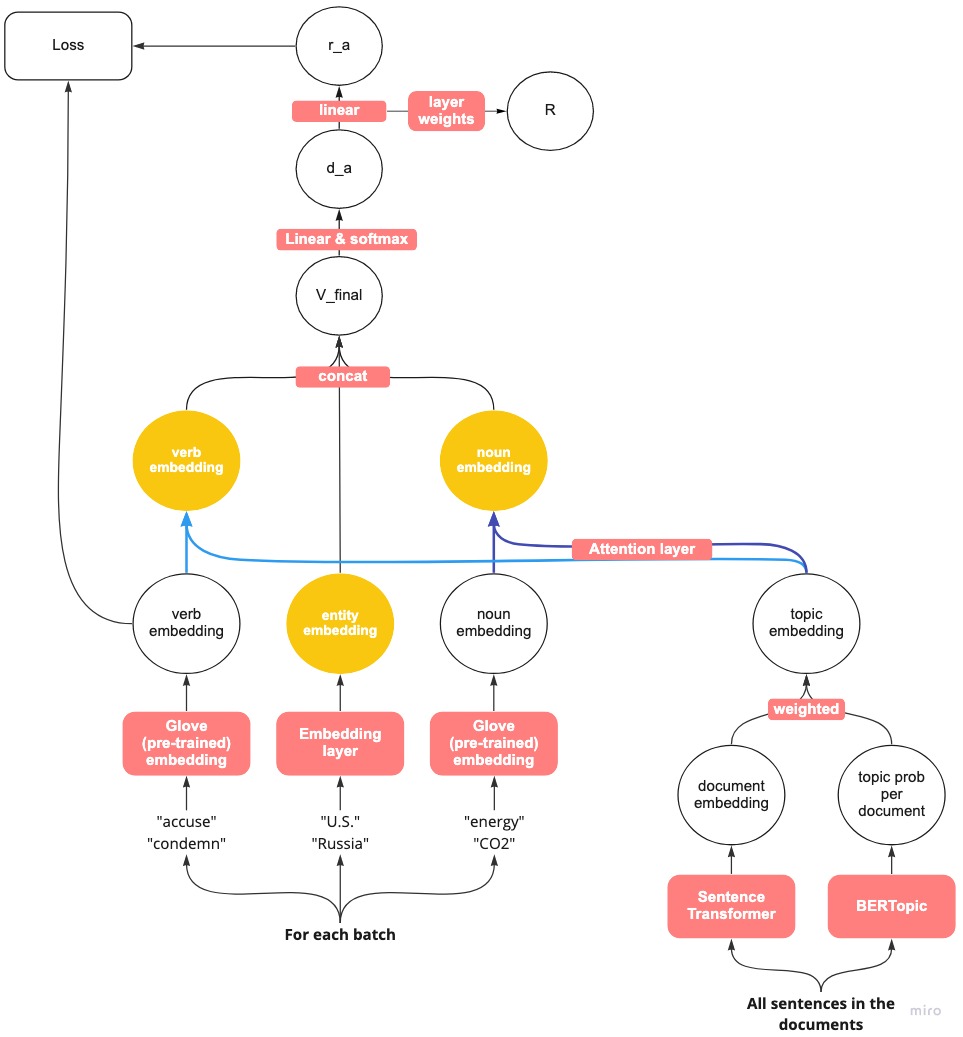 Loss
r_a
linear
layer
weights
R
d_a
Linear & softmax
V_final
concat
verb
embedding
noun
embedding
Attention layer
verb
embedding
entity
embedding
noun
embedding
topic
embedding
Glove
(pre-trained)
embedding
Embedding
layer
Glove
(pre-trained)
embedding
weighted
document
embedding
topic prob
per
document
"accuse"
"condemn"
"U.S."
"Russia"
"energy"
"CO2"
Sentence
Transformer
BERTopic
For each batch
All sentences in the
documents
miro